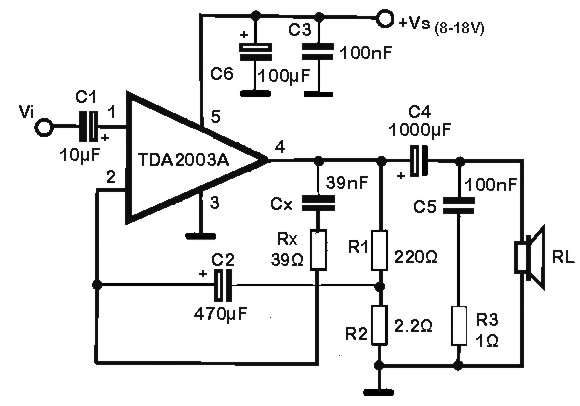 +Vs (8-18V)
C3
100nF
+
C6
100µF
Vi
C1
1
+
10µF
TDA2003A
5
4
2
3
C4
1000µF
+
39nF
Cx
100nF
C5
Rx
39Ω
R1
220Ω
RL
C2
+
470µF
R2
2.2Ω
R3
1Ω